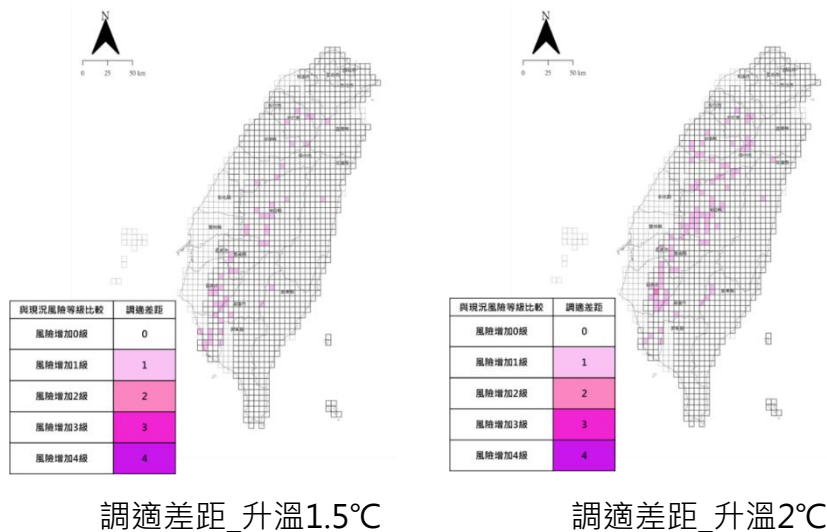 N
0 25 50 km
與現況風險等級比較 調適差距
風險增加0級 0
風險增加1級 1
風險增加2級 2
風險增加3級 3
風險增加4級 4
調適差距_升溫1.5℃
N
0 25 50 km
與現況風險等級比較 調適差距
風險增加0級 0
風險增加1級 1
風險增加2級 2
風險增加3級 3
風險增加4級 4
調適差距_升溫2℃